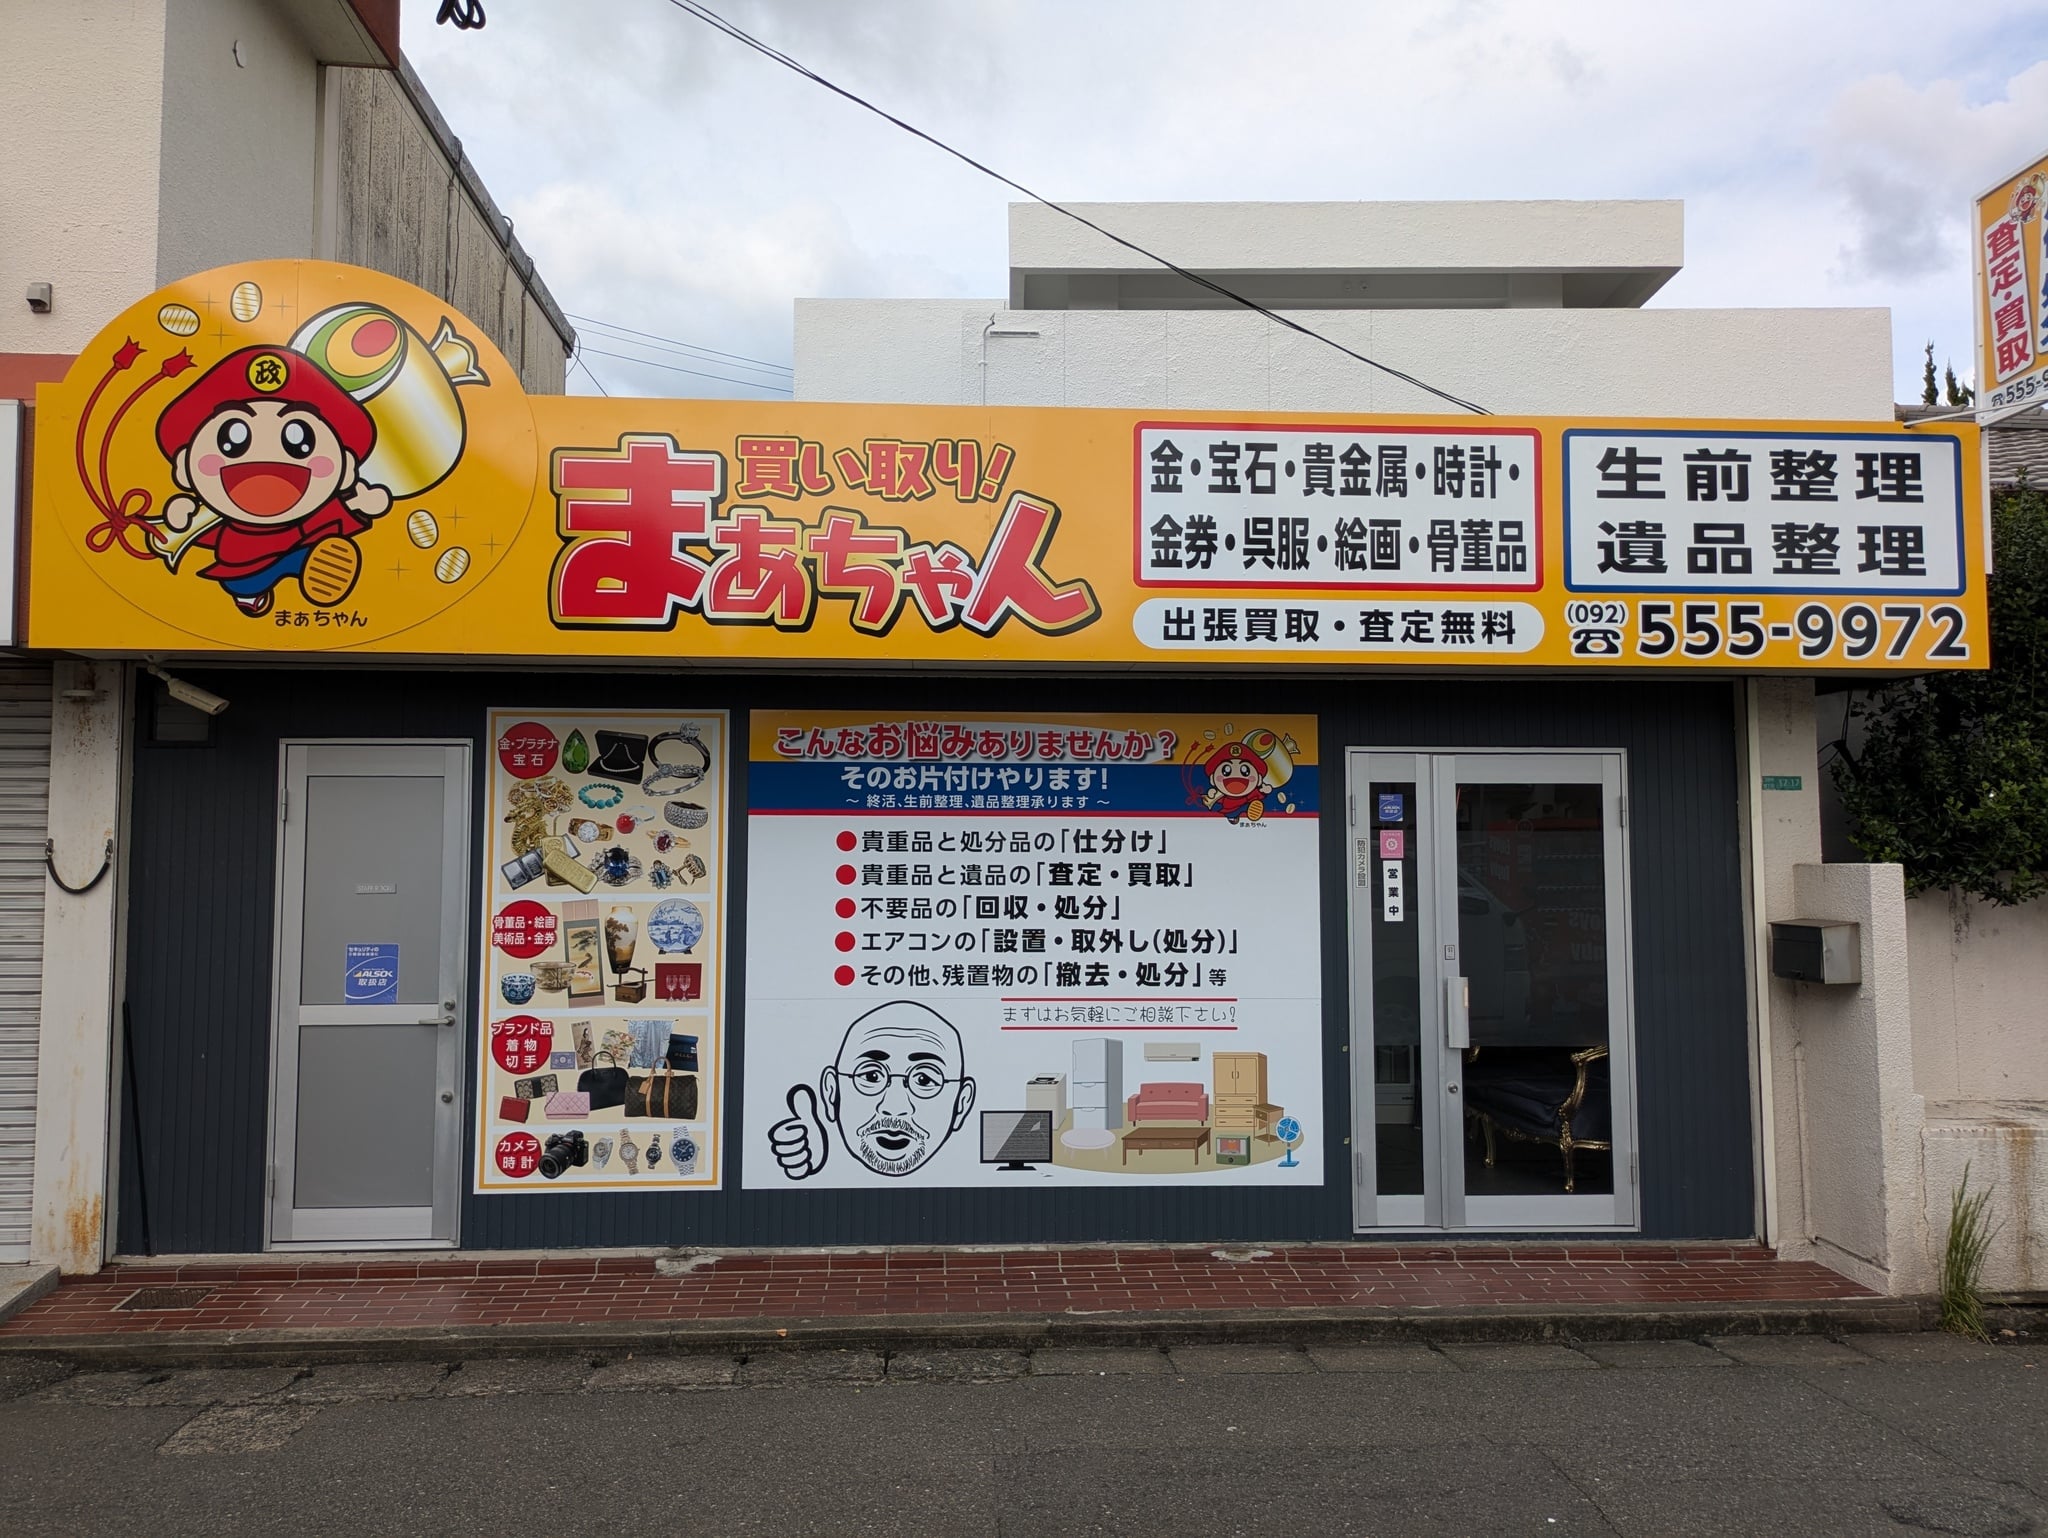 政
まぁちゃん
買い取り!
まぁちゃん
金・宝石・貴金属・時計・
金券・呉服・絵画・骨董品
出張買取・査定無料
生前整理
遺品整理
(092)
☎555-9972
査定・買取
☎555-9
金・プラチナ
宝石
骨董品・絵画
美術品・金券
ブランド品
着物
切手
カメラ
時計
こんなお悩みありませんか?
そのお片付けやります!
～ 終活、生前整理、遺品整理承ります ～
まぁちゃん
●貴重品と処分品の「仕分け」
●貴重品と遺品の「査定・買取」
●不要品の「回収・処分」
●エアコンの「設置・取外し(処分)」
●その他、残置物の「撤去・処分」等
まずはお気軽にご相談下さい!
ALSOK
取扱店
ALSOK
防犯カメラ設置
営業中
17-17